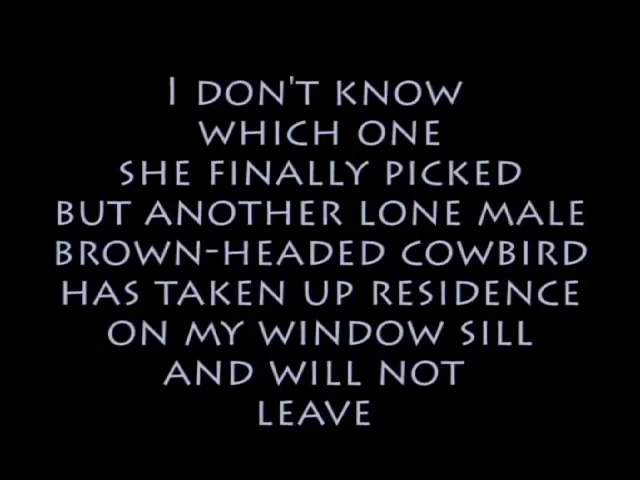 I DON'T KNOW
WHICH ONE
SHE FINALLY PICKED
BUT ANOTHER LONE MALE
BROWN-HEADED COWBIRD
HAS TAKEN UP RESIDENCE
ON MY WINDOW SILL
AND WILL NOT
LEAVE